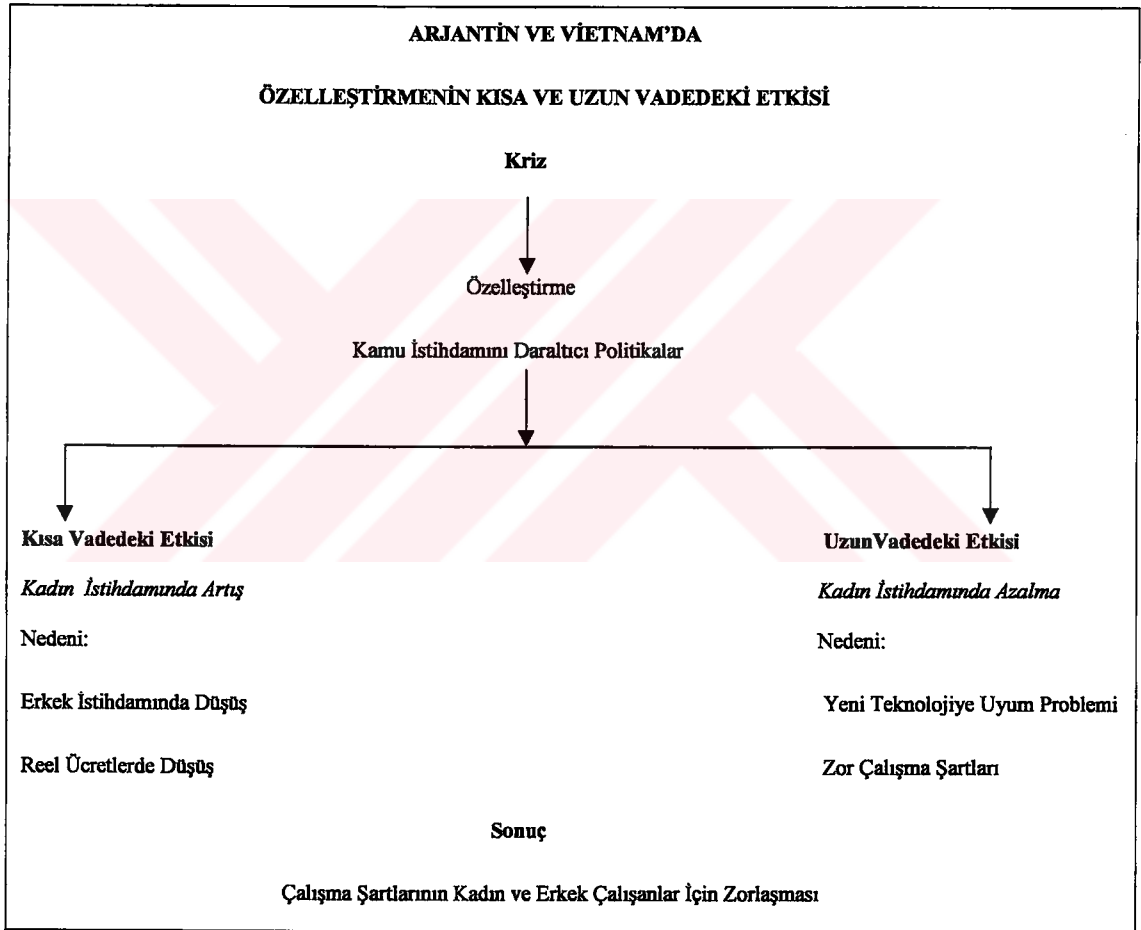 ARJANTİN VE VİETNAM'DA
ÖZELLEŞTİRMENİN KISA VE UZUN VADEDEKİ ETKİSİ
Kriz
Özelleştirme
Kamu İstihdamını Daraltıcı Politikalar
Kısa Vadedeki Etkisi
Kadın İstihdamında Artış
Nedeni:
Erkek İstihdamında Düşüş
Reel Ücretlerde Düşüş
UzunVadedeki Etkisi
Kadın İstihdamında Azalma
Nedeni:
Yeni Teknolojiye Uyum Problemi
Zor Çalışma Şartları
Sonuç
Çalışma Şartlarının Kadın ve Erkek Çalışanlar İçin Zorlaşması